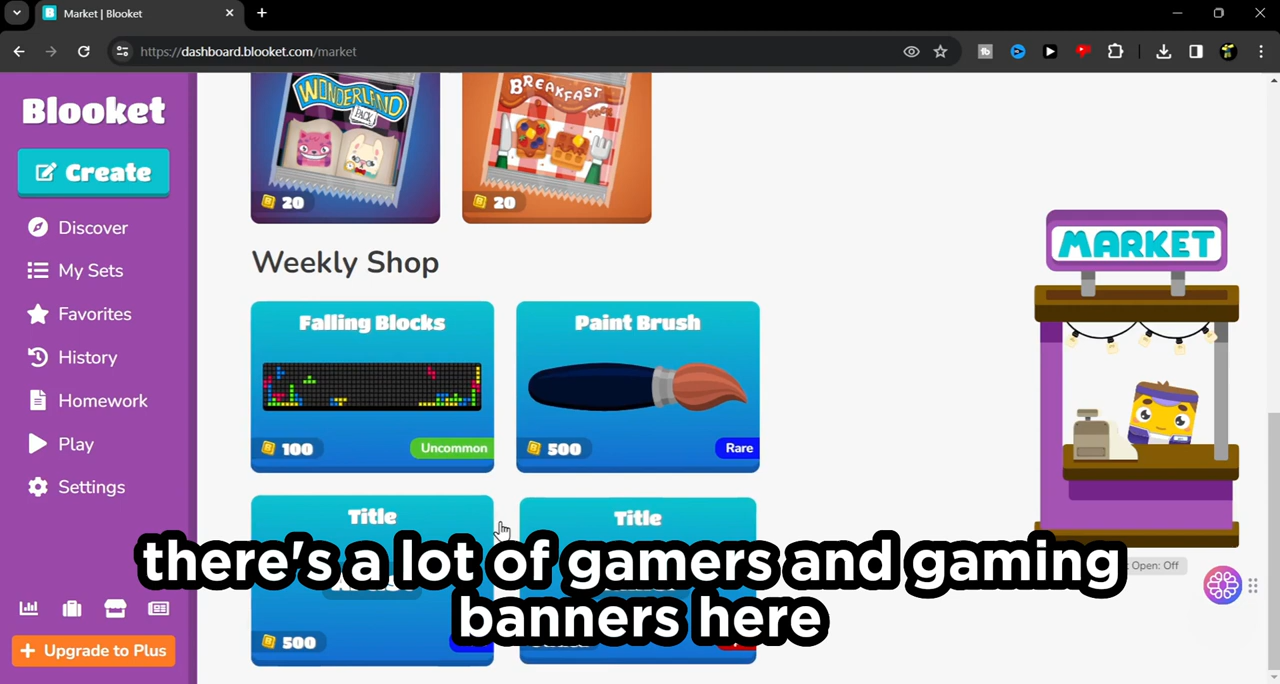 Market | Blooket
https://dashboard.blooket.com/market
Blooket
Create
Discover
My Sets
Favorites
History
Homework
Play
Settings
Upgrade to Plus
WONDERLAND
PACK
20
BREAKFAST
20
Weekly Shop
Falling Blocks
100
Uncommon
Paint Brush
500
Rare
Title
500
Title
MARKET
Open: Off
there's a lot of gamers and gaming
banners here